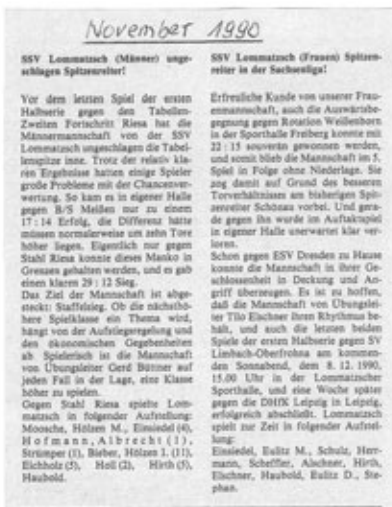 November 1990
SSV Lommatzsch (Männer) unge-
schlagen Spitzenreiter!
Vor dem letzten Spiel der ersten
Halbserie gegen den Tabellen-
Zweiten Fortschritt Riesa hat die
Männermannschaft von der SSV
Lommatzsch ungeschlagen die Tabel-
lenspitze inne. Trotz der relativ kla-
ren Ergebnisse hatten einige Spieler
große Probleme mit der Chancenver-
wertung. So kam es in eigener Halle
gegen B/S Meißen nur zu einem
17:14 Erfolg, die Differenz hätte
müssen normalerweise um zehn Tore
höher liegen. Eigentlich nur gegen
Stahl Riesa konnte dieses Manko in
Grenzen gehalten werden, und es gab
einen klaren 29:12 Sieg.
Das Ziel der Mannschaft ist abge-
steckt: Staffelsieg. Ob die nächsthö-
here Spielklasse ein Thema wird,
hängt von der Aufstiegsregelung und
den ökonomischen Gegebenheiten
ab Spielerisch ist die Mannschaft
von Übungsleiter Gerd Büttner auf
jeden Fall in der Lage, eine Klasse
höher zu spielen.
Gegen Stahl Riesa spielte Lom-
matzsch in folgender Aufstellung:
Moosche, Hölzen M., Einsiedel (4),
Hofmann, Albrecht (1),
Strümper (1), Bieber, Hölzen I. (11),
Eichholz (5), Holl (2), Hirth (5),
Haubold.
SSV Lommatzsch (Frauen) Spitzen-
reiter in der Sachsenliga!
Erfreuliche Kunde von unserer Frau-
enmannschaft, auch die Auswärtsbe-
gegnung gegen Rotation Weißenborn
in der Sporthalle Freiberg konnte mit
22:15 souverän gewonnen werden,
und somit blieb die Mannschaft im 5.
Spiel in Folge ohne Niederlage. Sie
zog damit auf Grund des besseren
Torverhältnisses am bisherigen Spit-
zenreiter Schönau vorbei. Und gera-
de gegen ihn wurde im Auftaktspiel
in eigener Halle unerwartet klar ver-
loren.
Schon gegen ESV Dresden zu Hause
konnte die Mannschaft in ihrer Ge-
schlossenheit in Deckung und An-
griff überzeugen. Es ist zu hoffen,
daß die Mannschaft von Übungslei-
ter Tilo Elschner ihren Rhythmus be-
hält, und auch die letzten beiden
Spiele der ersten Halbserie gegen SV
Limbach-Oberfrohna am kommen-
den Sonnabend, dem 8. 12. 1990,
15.00 Uhr in der Lommatzscher
Sporthalle, und eine Woche später
gegen die DHfK Leipzig in Leipzig,
erfolgreich abschließt. Lommatzsch
spielt zur Zeit in folgender Aufstel-
lung:
Einsiedel, Eulitz M., Schulz, Herr-
mann, Scheffler, Alschner, Hirth,
Elschner, Haubold, Eulitz D., Ste-
phan.